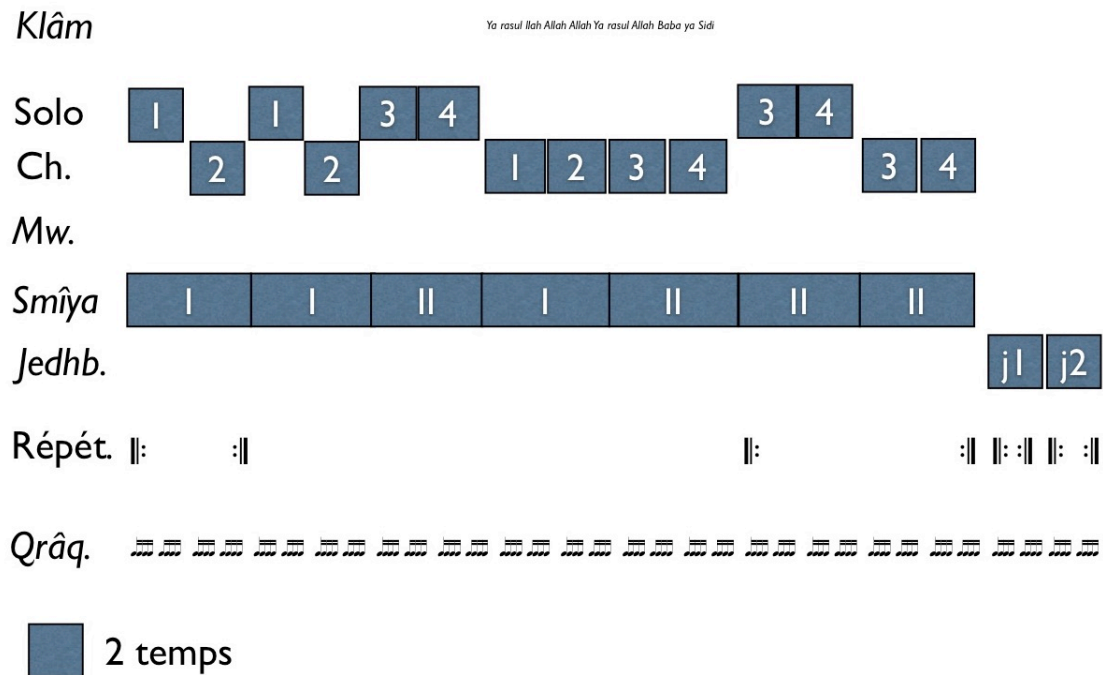 Klâm Ya rasul llah Allah Allah Ya rasul Allah Baba ya Sidi
Solo 1 1 3 4 3 4
Ch. 2 2 1 2 3 4 3 4
Mw.
Smîya I I II I II II II
Jedhb. j1 j2
Répét.
Qrâq.
2 temps